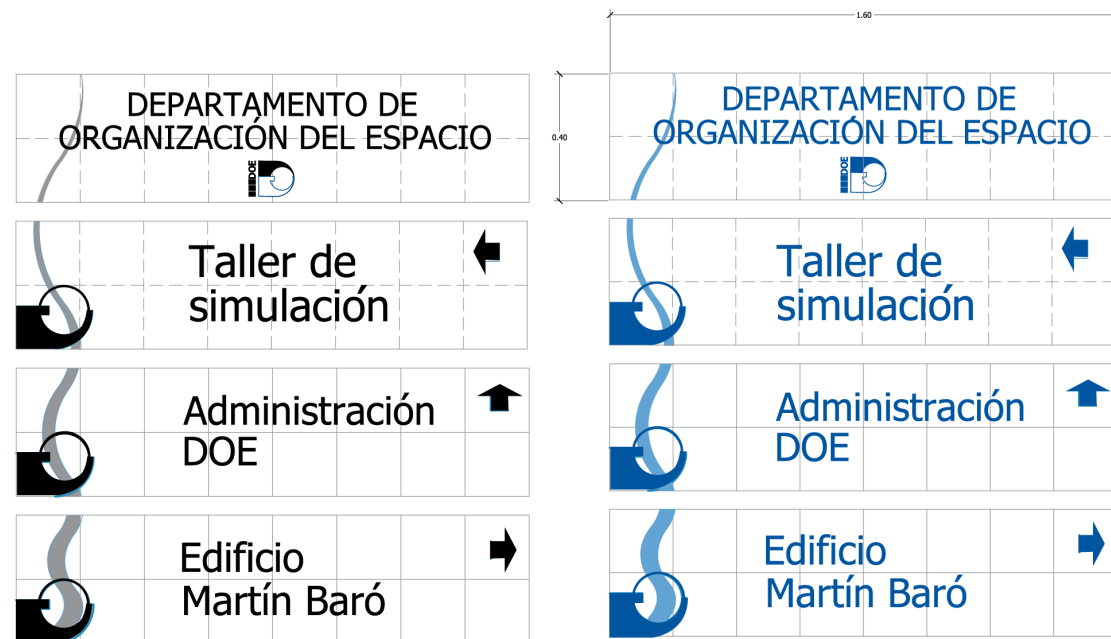 1.60
DEPARTAMENTO DE
ORGANIZACIÓN DEL ESPACIO
DOE
Taller de
simulación
Administración
DOE
Edificio
Martín Baró
0.40
DEPARTAMENTO DE
ORGANIZACIÓN DEL ESPACIO
DOE
Taller de
simulación
Administración
DOE
Edificio
Martín Baró